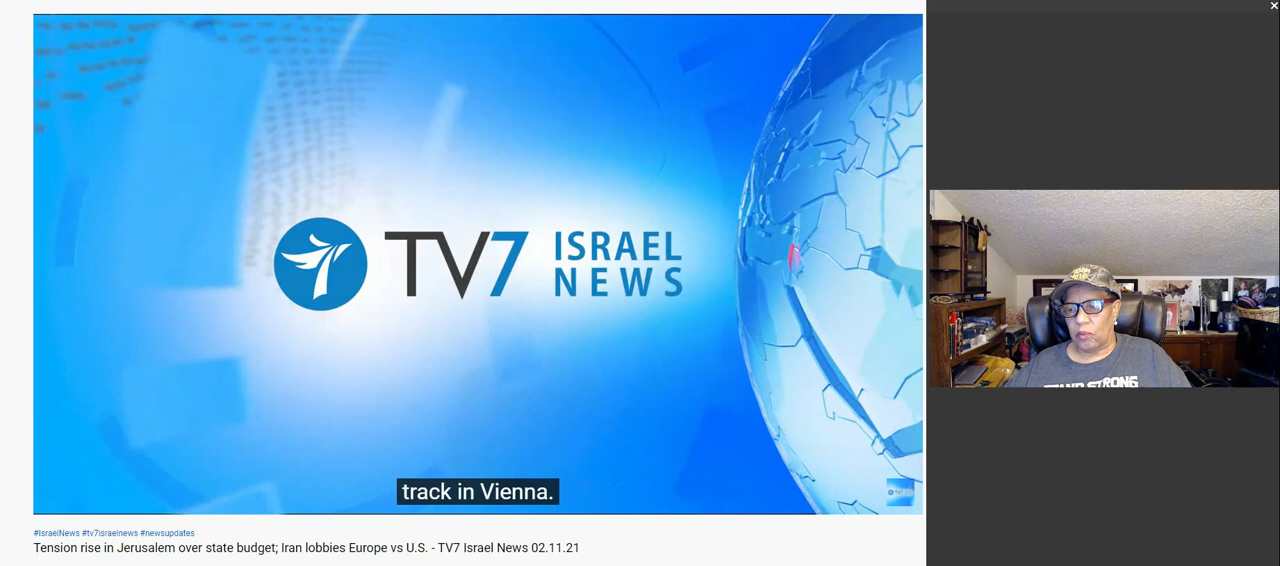 TV7 ISRAEL
NEWS
track in Vienna.
#IsraelNews #tv7israelnews #newsupdates
Tension rise in Jerusalem over state budget; Iran lobbies Europe vs U.S. - TV7 Israel News 02.11.21
STAND STRONG